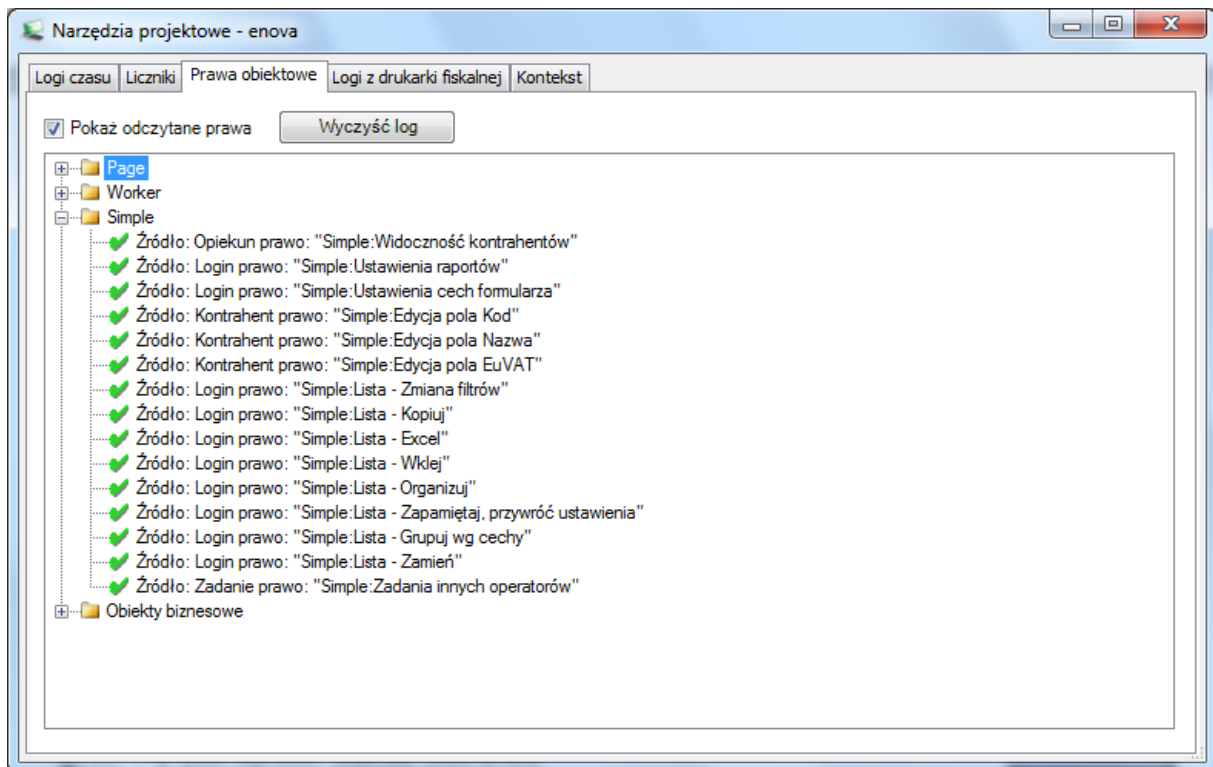 Narzędzia projektowe - enova
Logi czasu Liczniki Prawa obiektowe Logi z drukarki fiskalnej Kontekst
Pokaż odczytane prawa Wyczyść log
Page
Worker
Simple
Źródło: Opiekun prawo: "Simple:Widoczność kontrahentów"
Źródło: Login prawo: "Simple:Ustawienia raportów"
Źródło: Login prawo: "Simple:Ustawienia cech formularza"
Źródło: Kontrahent prawo: "Simple:Edycja pola Kod"
Źródło: Kontrahent prawo: "Simple:Edycja pola Nazwa"
Źródło: Kontrahent prawo: "Simple:Edycja pola EuVAT"
Źródło: Login prawo: "Simple:Lista - Zmiana filtrów"
Źródło: Login prawo: "Simple:Lista - Kopiuj"
Źródło: Login prawo: "Simple:Lista - Excel"
Źródło: Login prawo: "Simple:Lista - Wklej"
Źródło: Login prawo: "Simple:Lista - Organizuj"
Źródło: Login prawo: "Simple:Lista - Zapamiętaj, przywróć ustawienia"
Źródło: Login prawo: "Simple:Lista - Grupuj wg cechy"
Źródło: Login prawo: "Simple:Lista - Zamień"
Źródło: Zadanie prawo: "Simple:Zadania innych operatorów"
Obiekty biznesowe